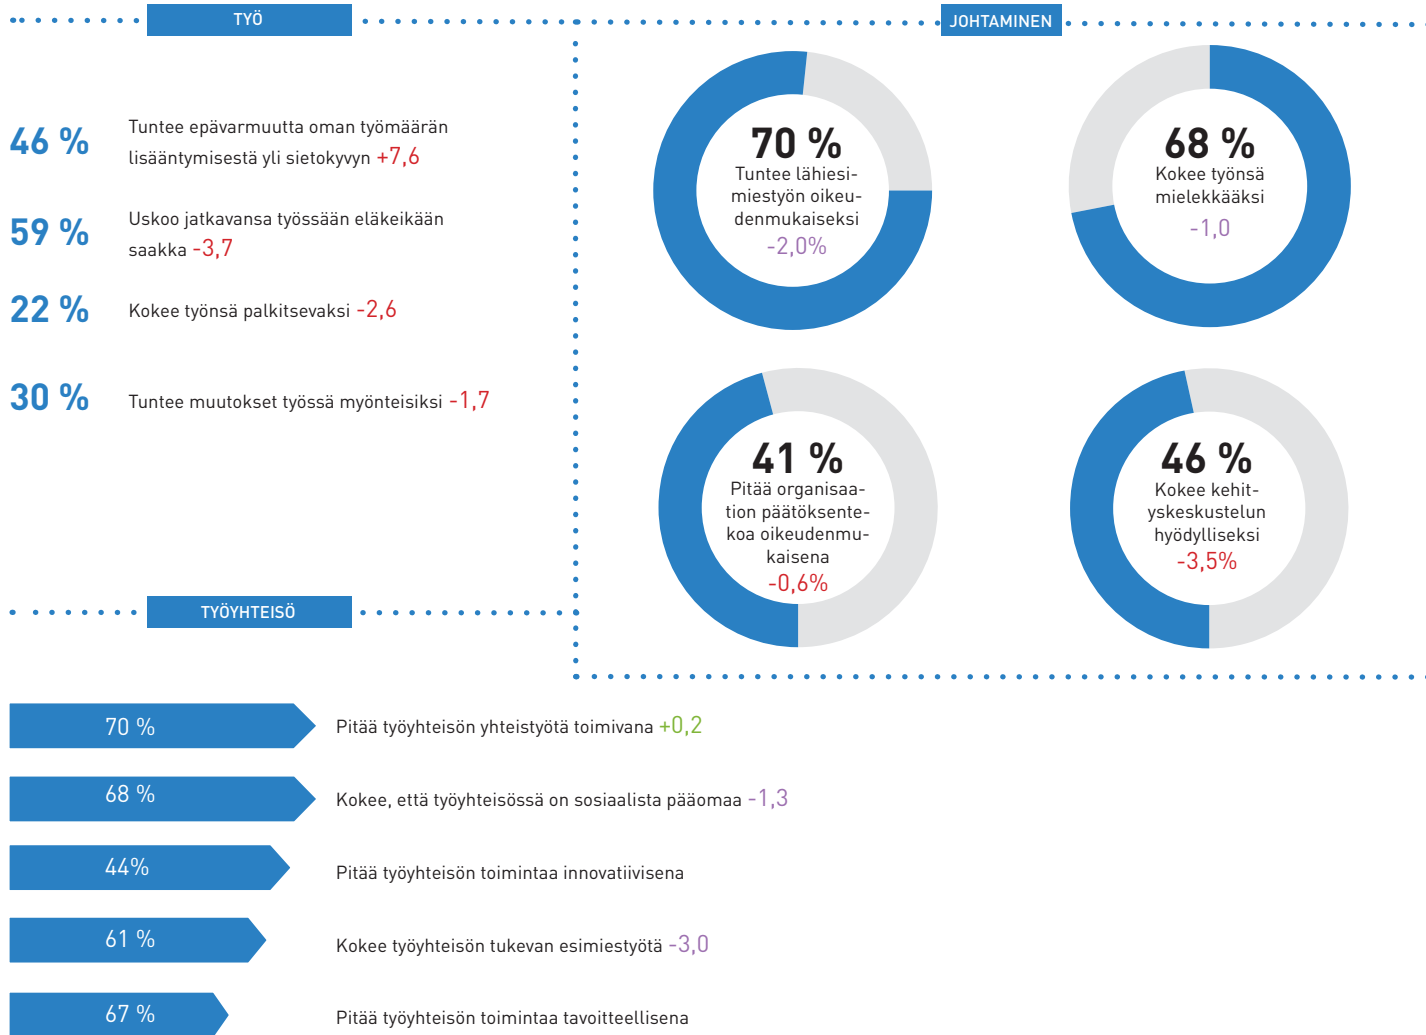 TYÖ
46 %
Tuntee epävarmuutta oman työmäärän
lisääntymisestä yli sietokyvyn +7,6
59 %
Uskoo jatkavansa työssään eläkeikään
saakka -3,7
22 %
Kokee työnsä palkitsevaksi -2,6
30 %
Tuntee muutokset työssä myönteisiksi -1,7
JOHTAMINEN
70 %
Tuntee lähiesi-
miestyön oikeu-
denmukaiseksi
-2,0%
68 %
Kokee työnsä
mielekkääksi
-1,0
41 %
Pitää organisaa-
tion päätöksente-
koa oikeudenmu-
kaisena
-0,6%
46 %
Kokee kehit-
yskeskustelun
hyödylliseksi
-3,5%
TYÖYHTEISÖ
70 %
Pitää työyhteisön yhteistyötä toimivana +0,2
68 %
Kokee, että työyhteisössä on sosiaalista pääomaa -1,3
44%
Pitää työyhteisön toimintaa innovatiivisena
61 %
Kokee työyhteisön tukevan esimiestyötä -3,0
67 %
Pitää työyhteisön toimintaa tavoitteellisena